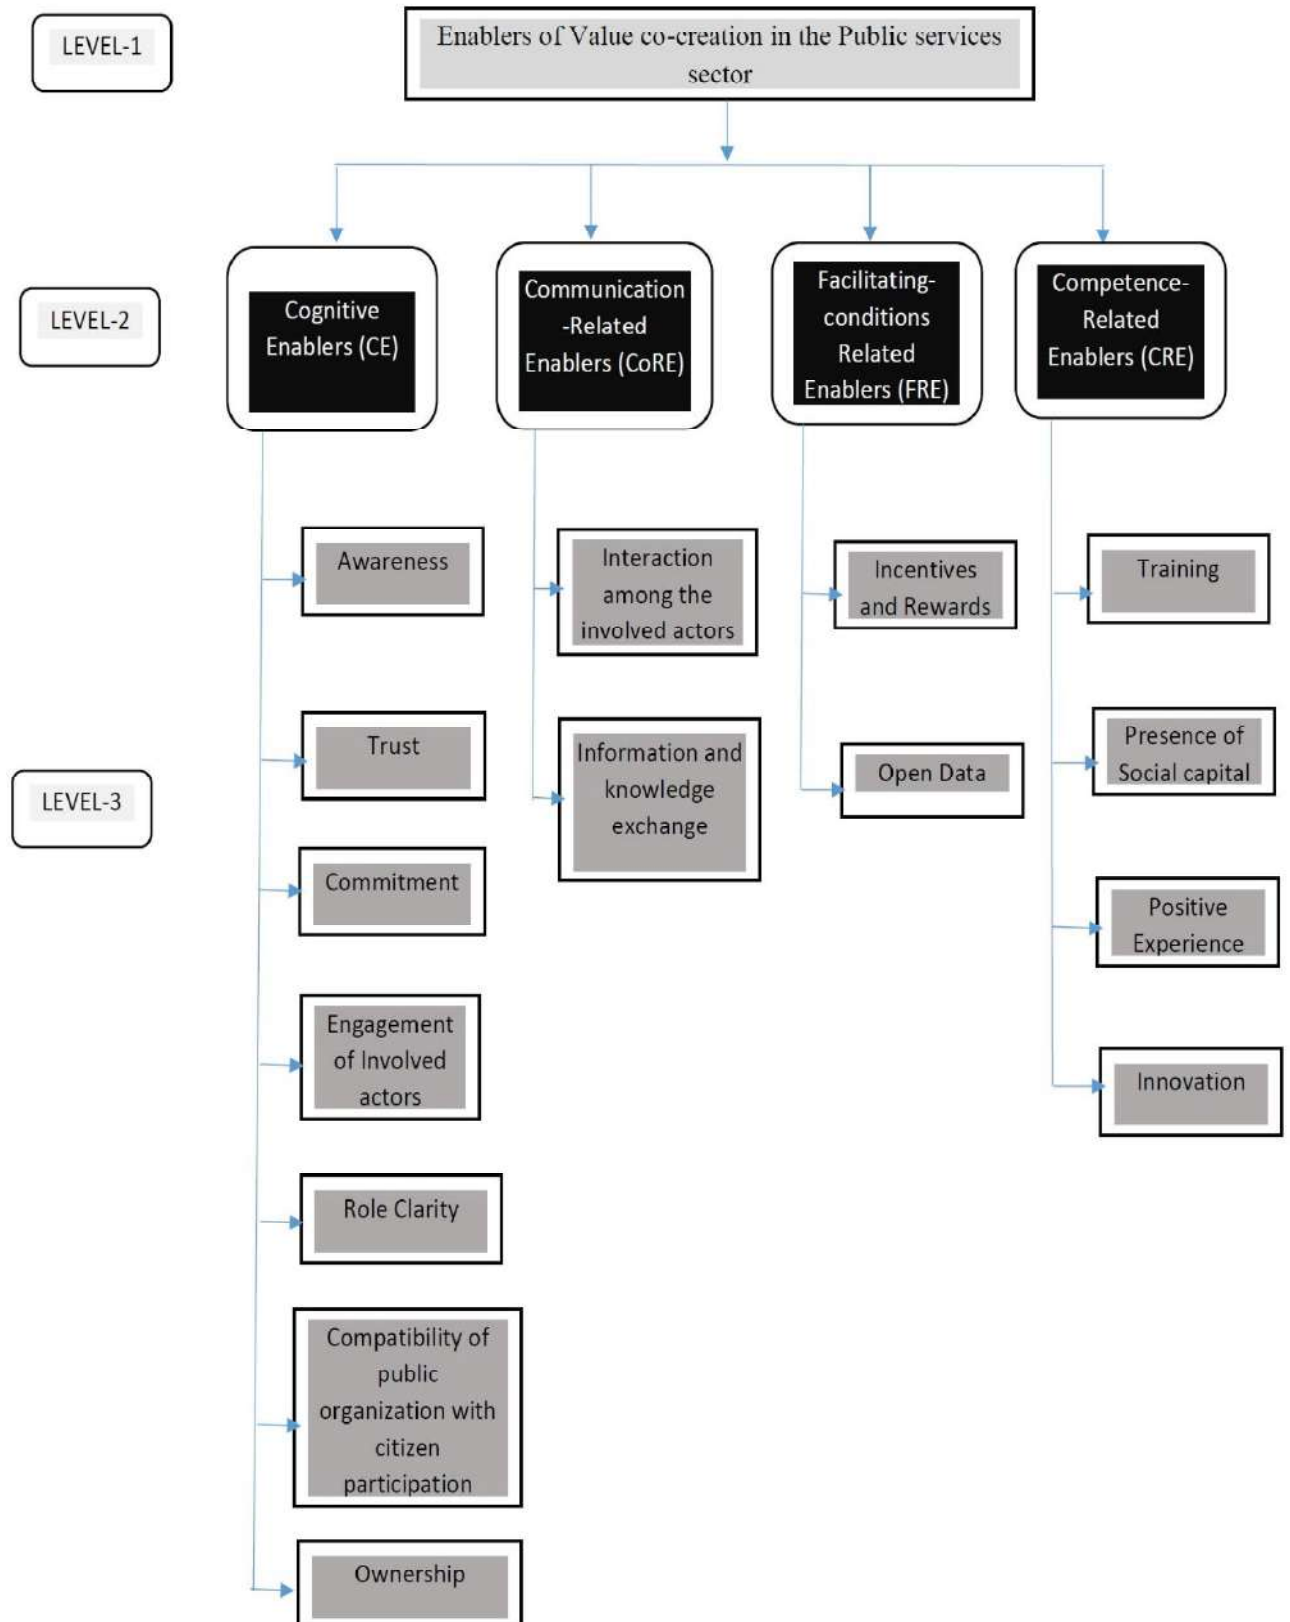 LEVEL-1
Enablers of Value co-creation in the Public services
sector
LEVEL-2
Cognitive
Enablers (CE)
Communication
-Related
Enablers (CoRE)
Facilitating-
conditions
Related
Enablers (FRE)
Competence-
Related
Enablers (CRE)
LEVEL-3
Awareness
Trust
Commitment
Engagement
of Involved
actors
Role Clarity
Compatibility of
public
organization with
citizen
participation
Ownership
Interaction
among the
involved actors
Information and
knowledge
exchange
Incentives
and Rewards
Open Data
Training
Presence of
Social capital
Positive
Experience
Innovation